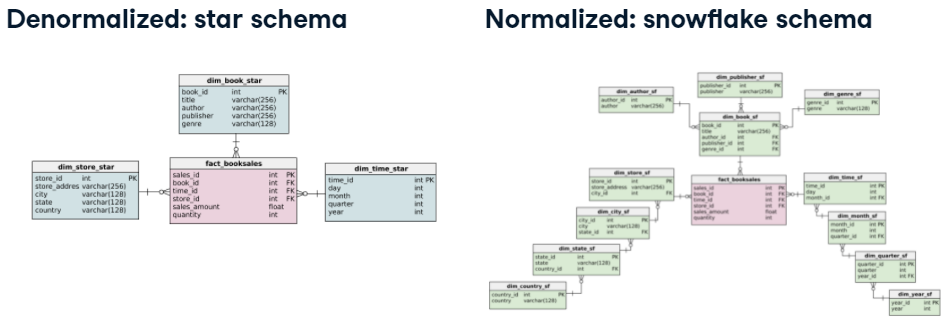 Denormalized: star schema
Normalized: snowflake schema
dim_book_star
book_id int PK
title varchar(256)
author varchar(256)
publisher varchar(256)
genre varchar(128)
dim_store_star
store_id int PK
store_addres varchar(256)
city varchar(128)
state varchar(128)
country varchar(128)
fact_booksales
sales_id int PK
book_id int FK
time_id int FK
store_id int FK
sales_amount float
quantity int
dim_time_star
time_id int PK
day int
month int
quarter int
year int
dim_publisher_sf
publisher_id int PK
publisher varchar(256)
dim_author_sf
author_id int PK
author varchar(256)
dim_genre_sf
genre_id int PK
genre varchar(128)
dim_book_sf
book_id int PK
title varchar(256)
author_id int FK
publisher_id int FK
genre_id int FK
dim_store_sf
store_id int PK
store_address varchar(256)
city_id int FK
fact_booksales
sales_id int PK
book_id int FK
time_id int FK
store_id int FK
sales_amount float
quantity int
dim_time_sf
time_id int PK
day int
month_id int FK
dim_city_sf
city_id int PK
city varchar(128)
state_id int FK
dim_month_sf
month_id int PK
month int
quarter_id int FK
dim_state_sf
state_id int PK
state varchar(128)
country_id int FK
dim_quarter_sf
quarter_id int PK
quarter int
year_id int FK
dim_country_sf
country_id int PK
country varchar(128)
dim_year_sf
year_id int PK
year int